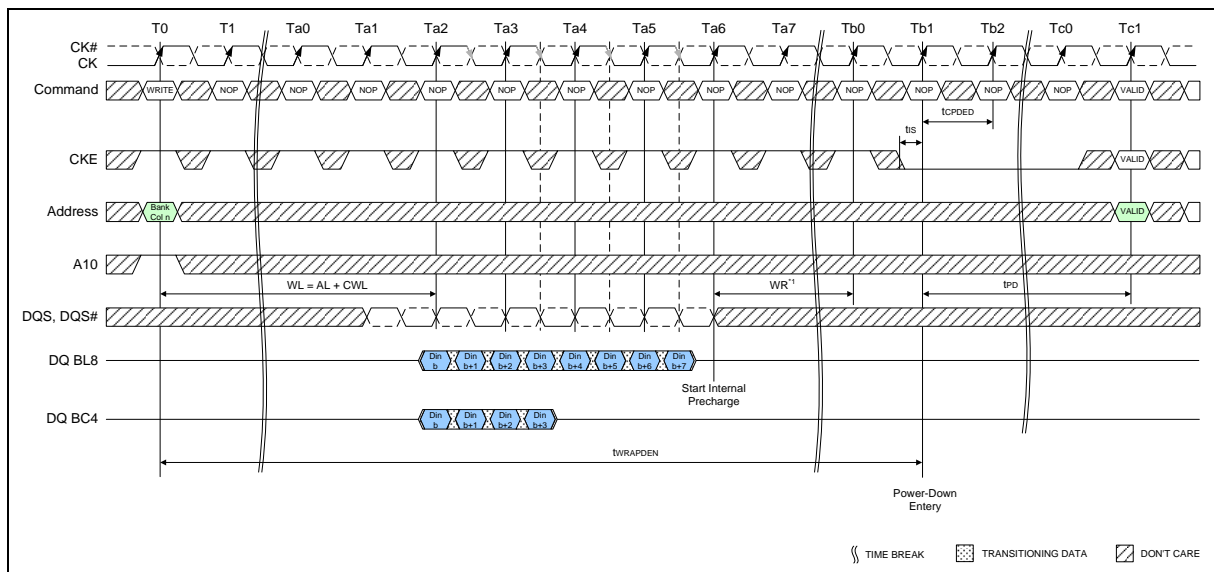 T0 T1 Ta0 Ta1 Ta2 Ta3 Ta4 Ta5 Ta6 Ta7 Tb0 Tb1 Tb2 Tc0 Tc1
CK#
CK
Command WRITE NOP NOP NOP NOP NOP NOP NOP NOP NOP NOP NOP NOP NOP VALID
tCPDED
tIS
CKE VALID
Address Bank Col n VALID
A10
WL = AL + CWL WR*1 tPD
DQS, DQS#
DQ BL8 Din b Din b+1 Din b+2 Din b+3 Din b+4 Din b+5 Din b+6 Din b+7
Start Internal
Precharge
DQ BC4 Din b Din b+1 Din b+2 Din b+3
tWRAPDEN
Power-Down
Entery
TIME BREAK TRANSITIONING DATA DON'T CARE